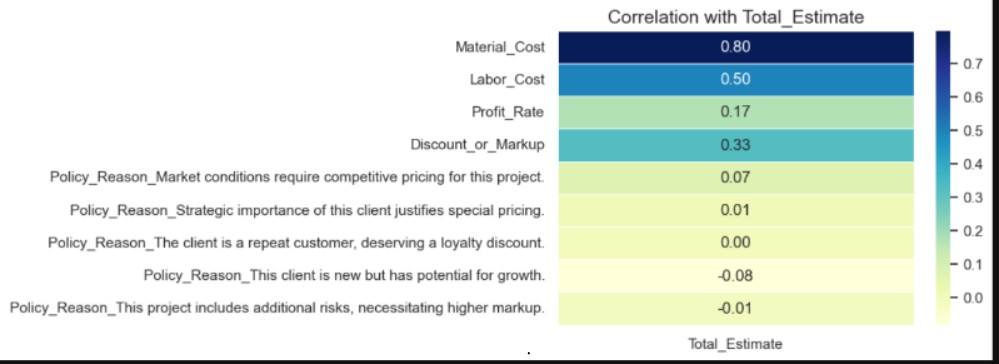 Correlation with Total_Estimate
Material_Cost 0.80
Labor_Cost 0.50
Profit_Rate 0.17
Discount_or_Markup 0.33
Policy_Reason_Market conditions require competitive pricing for this project. 0.07
Policy_Reason_Strategic importance of this client justifies special pricing. 0.01
Policy_Reason_The client is a repeat customer, deserving a loyalty discount. 0.00
Policy_Reason_This client is new but has potential for growth. -0.08
Policy_Reason_This project includes additional risks, necessitating higher markup. -0.01
Total_Estimate
0.7
0.6
0.5
0.4
0.3
0.2
0.1
0.0